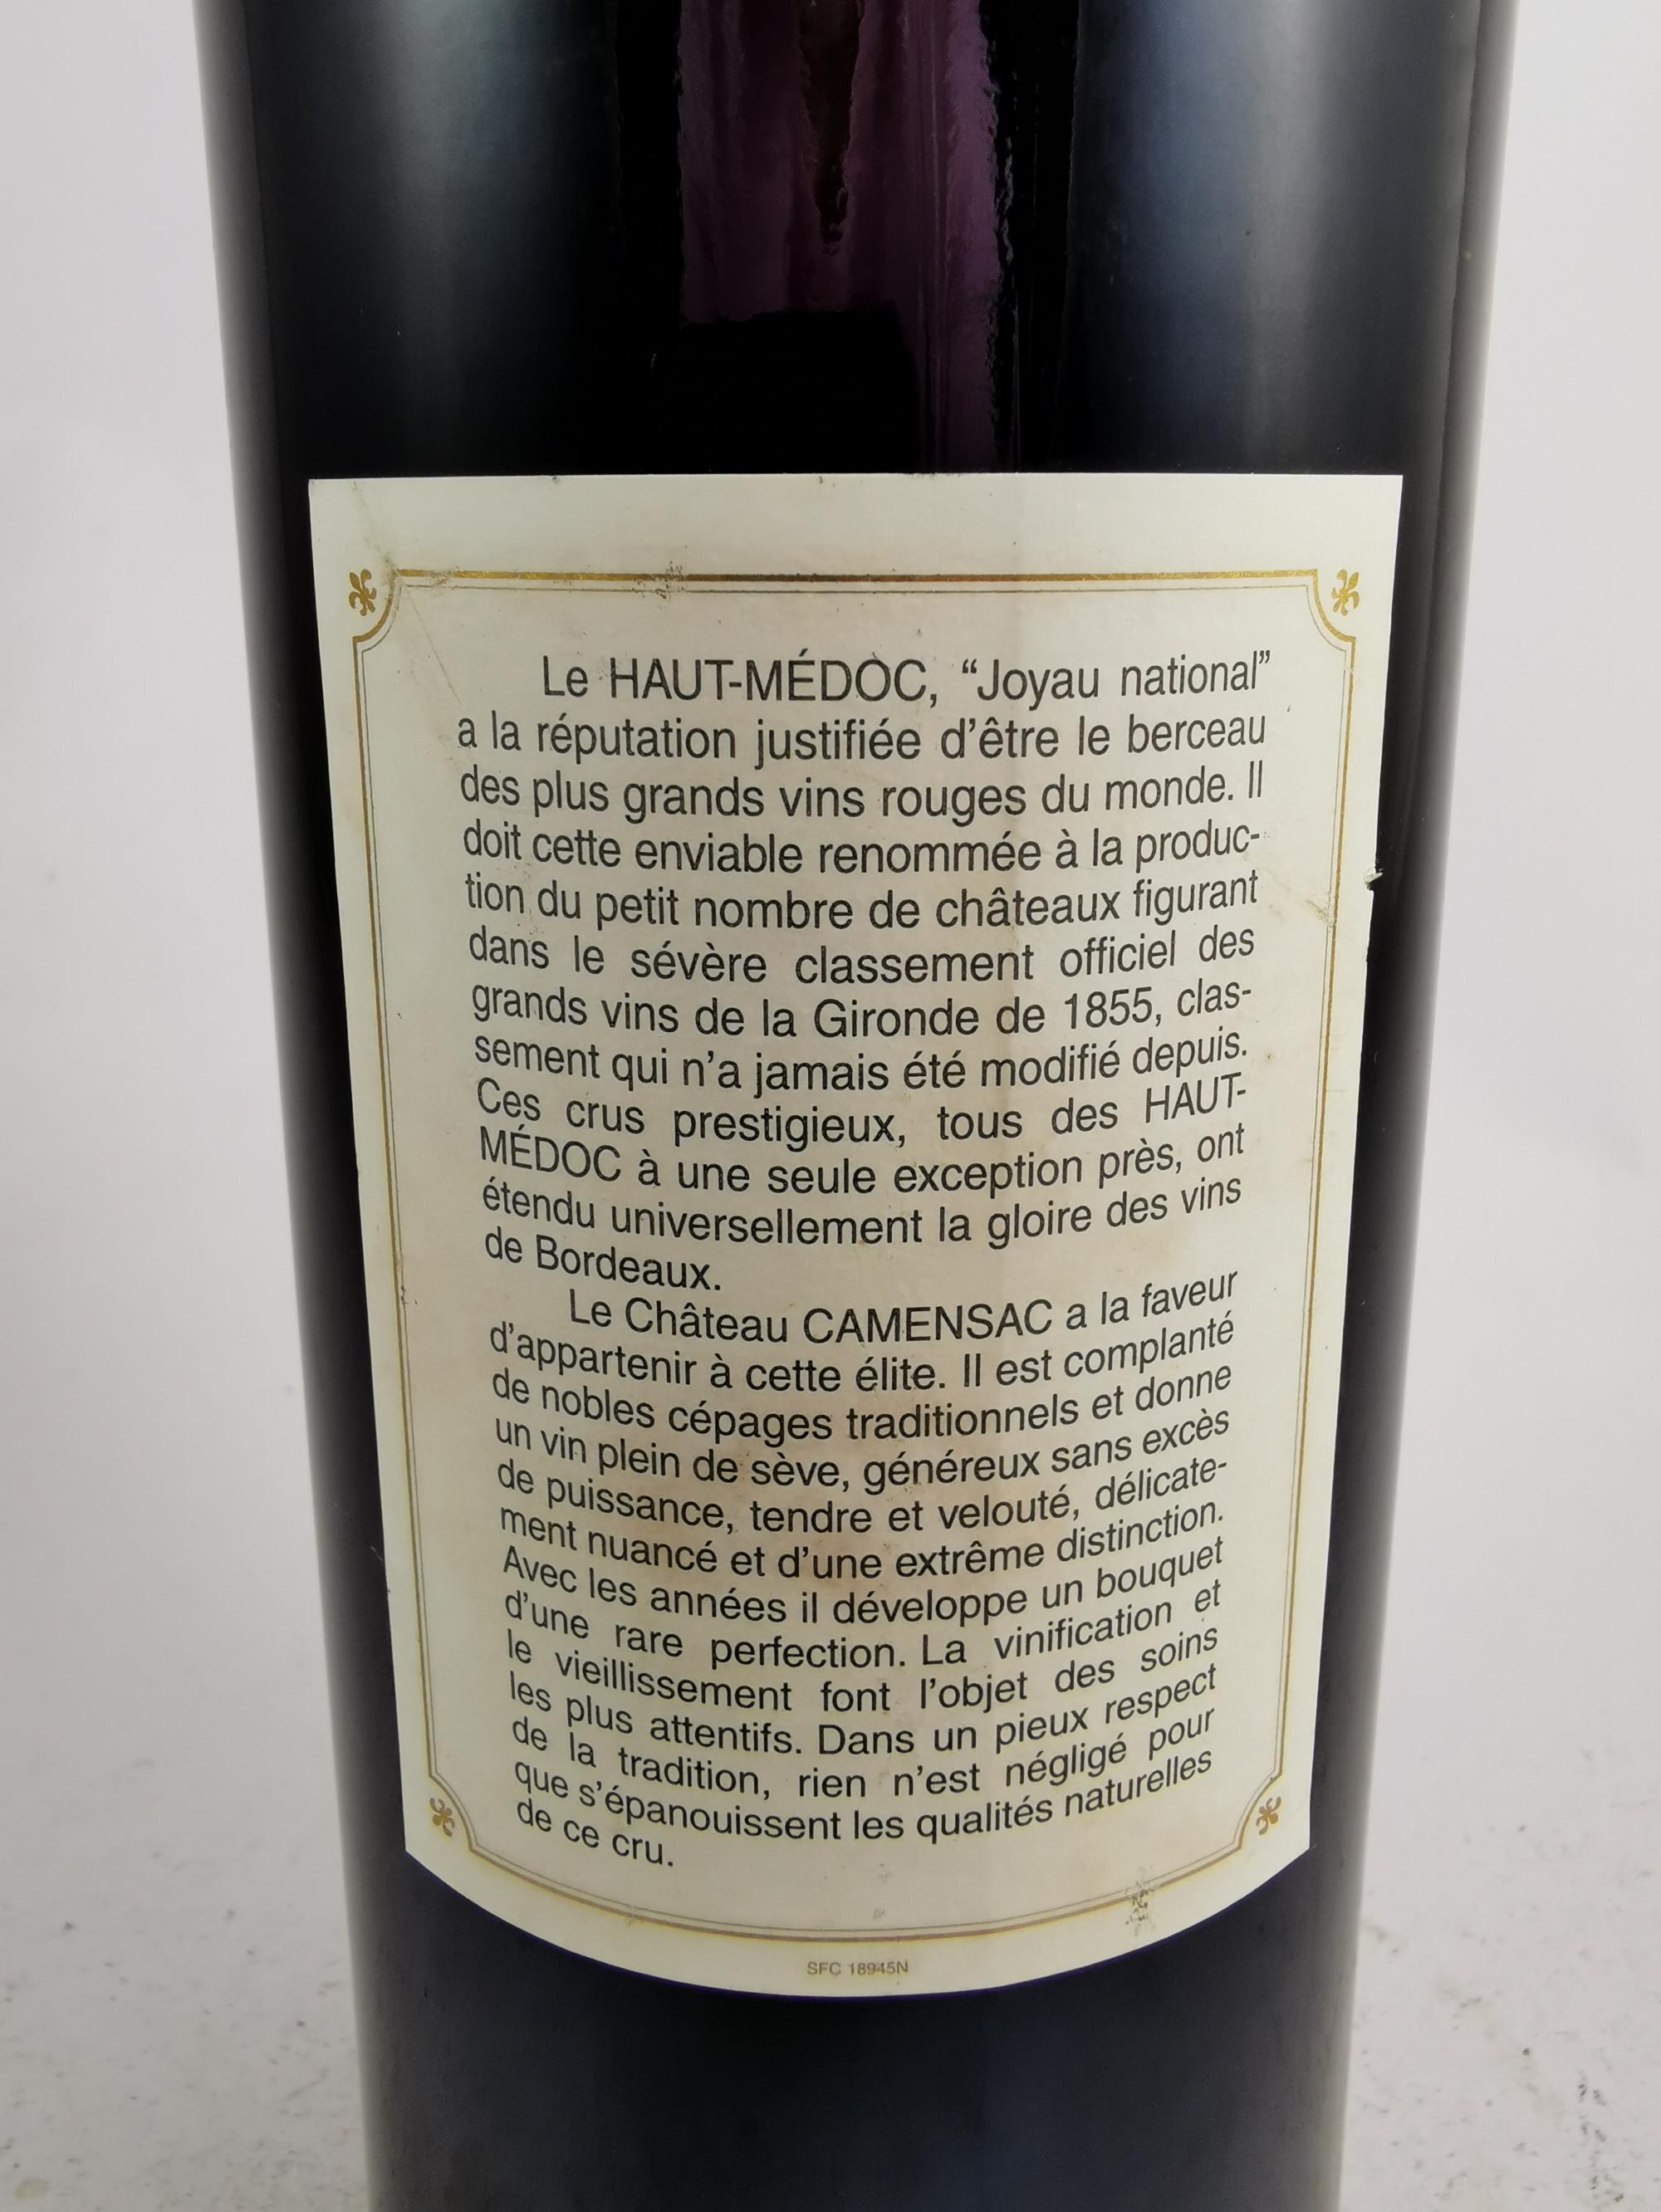 Le HAUT-MÉDOC, “Joyau national”
a la réputation justifiée d’être le berceau
des plus grands vins rouges du monde. Il
doit cette enviable renommée à la produc-
tion du petit nombre de châteaux figurant
dans le sévère classement officiel des
grands vins de la Gironde de 1855, clas-
sement qui n’a jamais été modifié depuis.
Ces crus prestigieux, tous des HAUT-
MÉDOC à une seule exception près, ont
étendu universellement la gloire des vins
de Bordeaux.
Le Château CAMENSAC a la faveur
d’appartenir à cette élite. Il est complanté
de nobles cépages traditionnels et donne
un vin plein de sève, généreux sans excès
de puissance, tendre et velouté, délicate-
ment nuancé et d’une extrême distinction.
Avec les années il développe un bouquet
d’une rare perfection. La vinification et
le vieillissement font l’objet des soins
les plus attentifs. Dans un pieux respect
de la tradition, rien n’est négligé pour
que s’épanouissent les qualités naturelles
de ce cru.
SFC 18945N